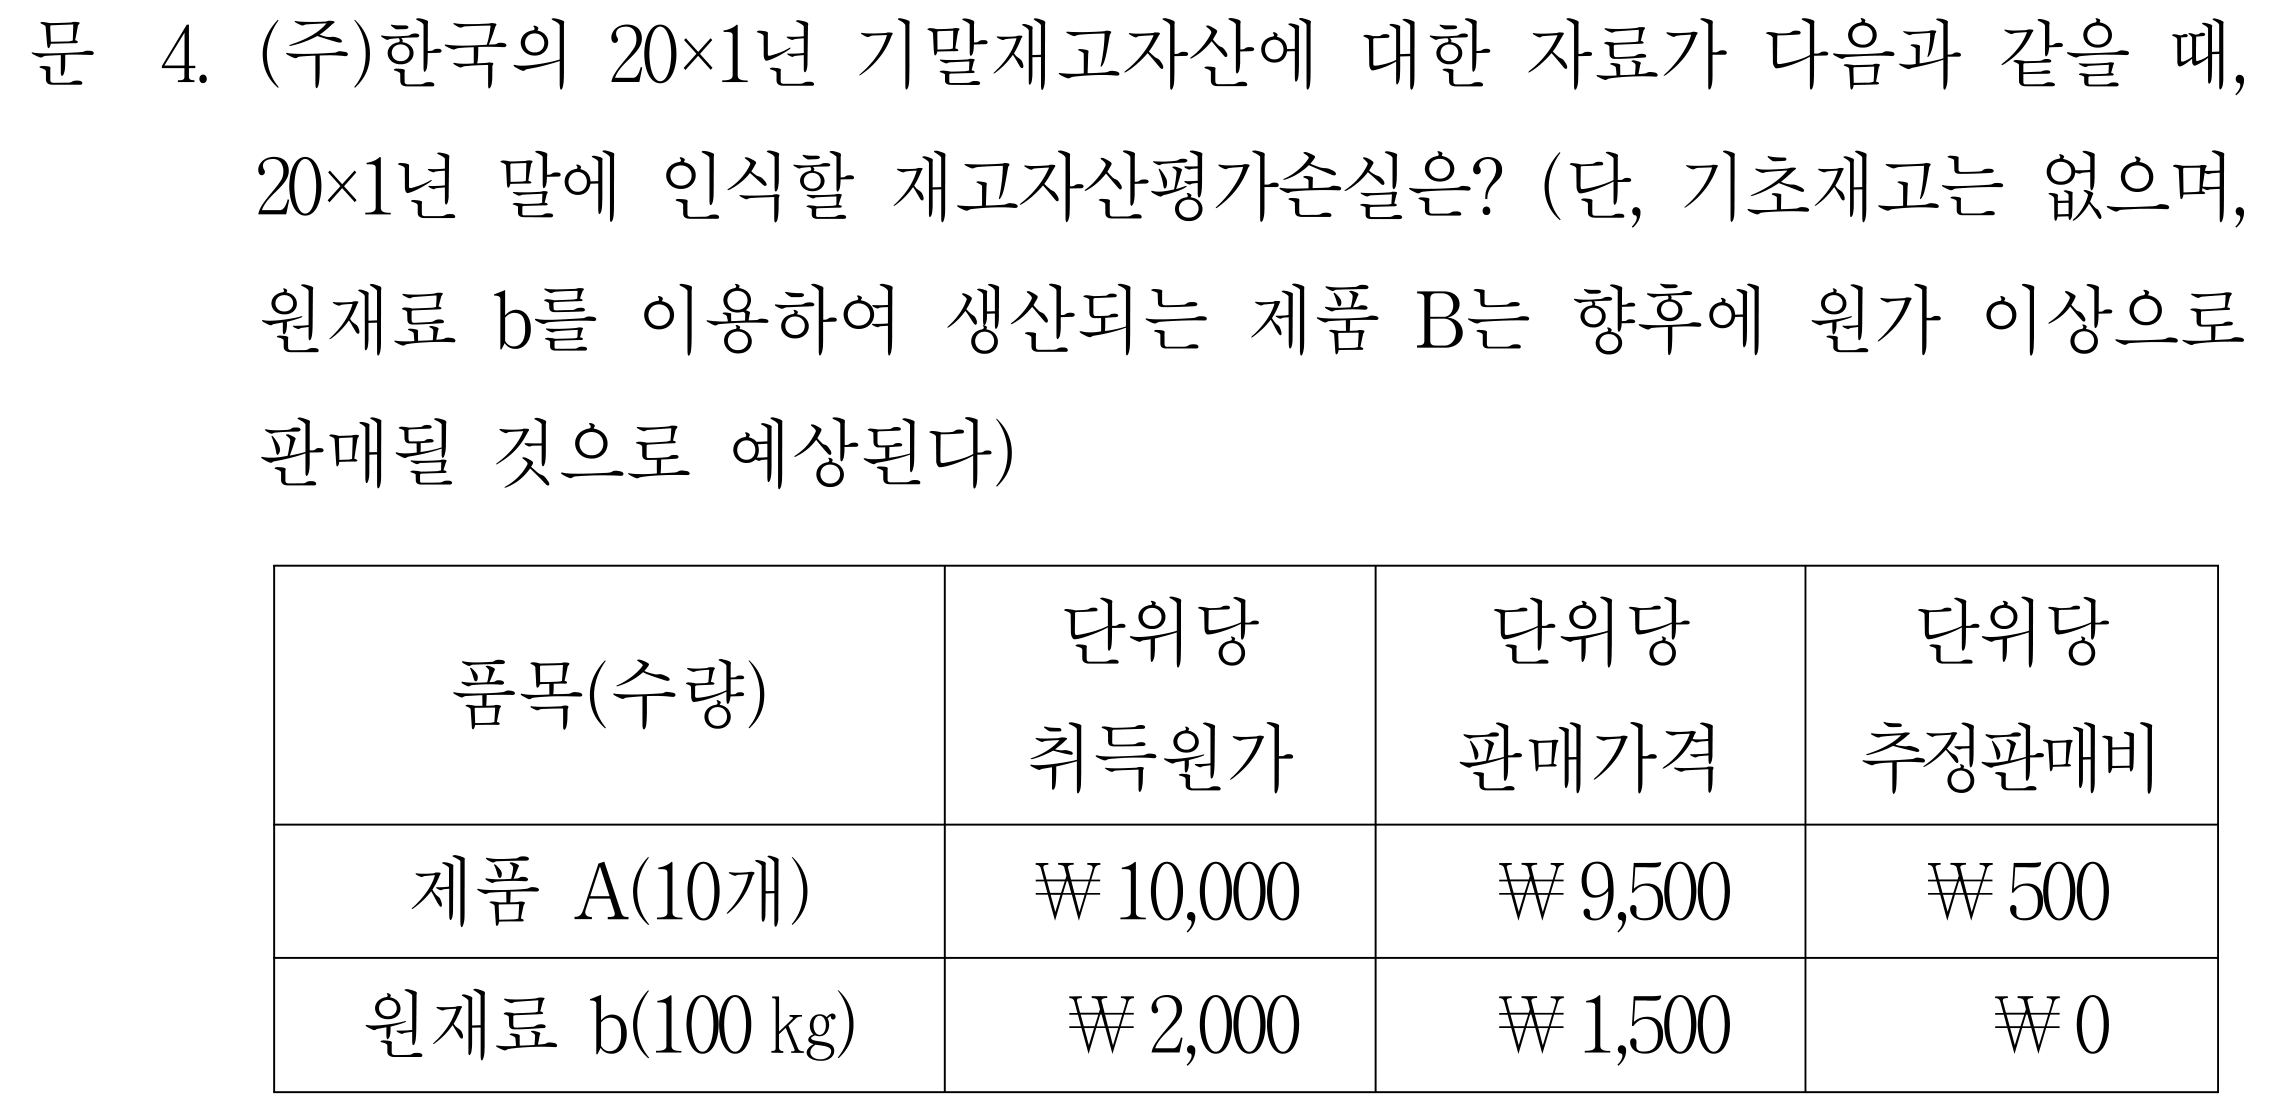 문 4. (주)한국의 20×1년 기말재고자산에 대한 자료가 다음과 같을 때,
20×1년 말에 인식할 재고자산평가손실은? (단, 기초재고는 없으며,
원재료 b를 이용하여 생산되는 제품 B는 향후에 원가 이상으로
판매될 것으로 예상된다)
품목(수량) 단위당 취득원가 단위당 판매가격 단위당 추정판매비
제품 A(10개) ₩10,000 ₩9,500 ₩500
원재료 b(100 kg) ₩2,000 ₩1,500 ₩0